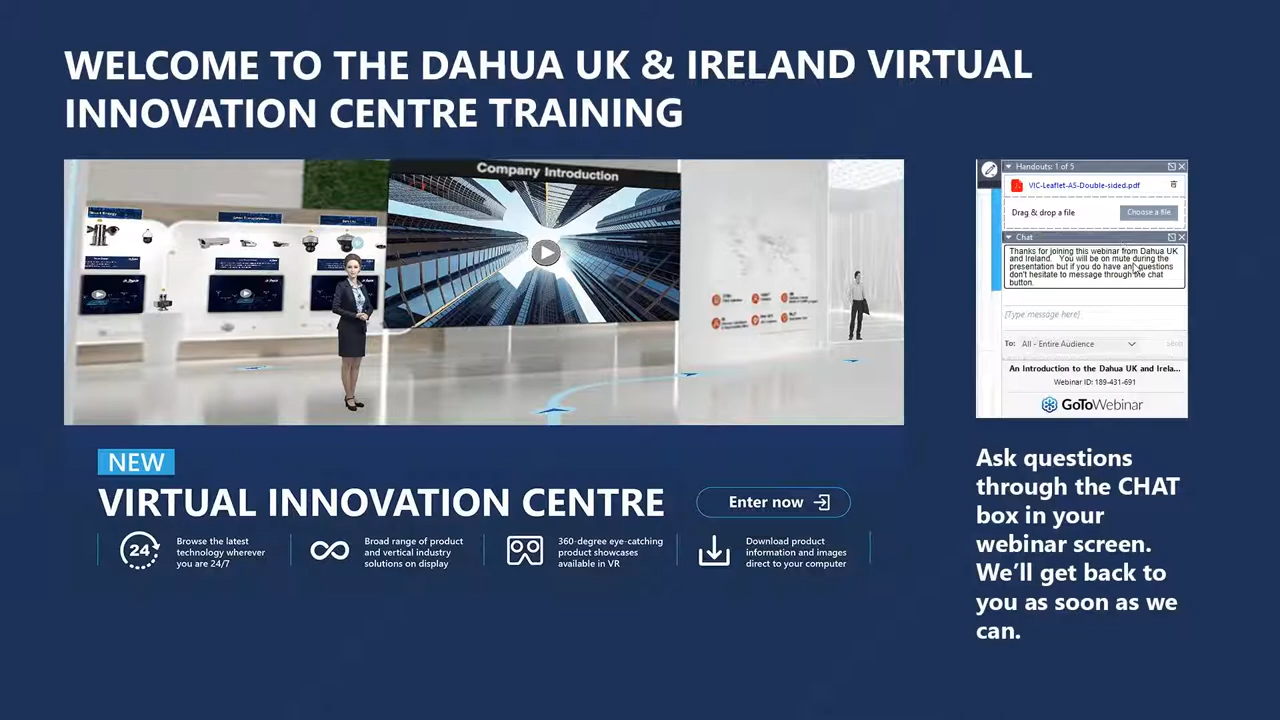 WELCOME TO THE DAHUA UK & IRELAND VIRTUAL
INNOVATION CENTRE TRAINING
Company Introduction
Handouts: 1 of 5
VIC-Leaflet-A5-Double-sided.pdf
Drag & drop a file
Choose a file
Chat
Thanks for joining this webinar from Dahua UK
and Ireland. You will be on mute during the
presentation but if you do have any questions
don't hesitate to message through the chat
button.
[Type message here]
To: All - Entire Audience
Send
An Introduction to the Dahua UK and Irela...
Webinar ID: 189-431-691
GoToWebinar
NEW
VIRTUAL INNOVATION CENTRE
Enter now
24
Browse the latest
technology wherever
you are 24/7
Broad range of product
and vertical industry
solutions on display
360-degree eye-catching
product showcases
available in VR
Download product
information and images
direct to your computer
Ask questions
through the CHAT
box in your
webinar screen.
We'll get back to
you as soon as we
can.